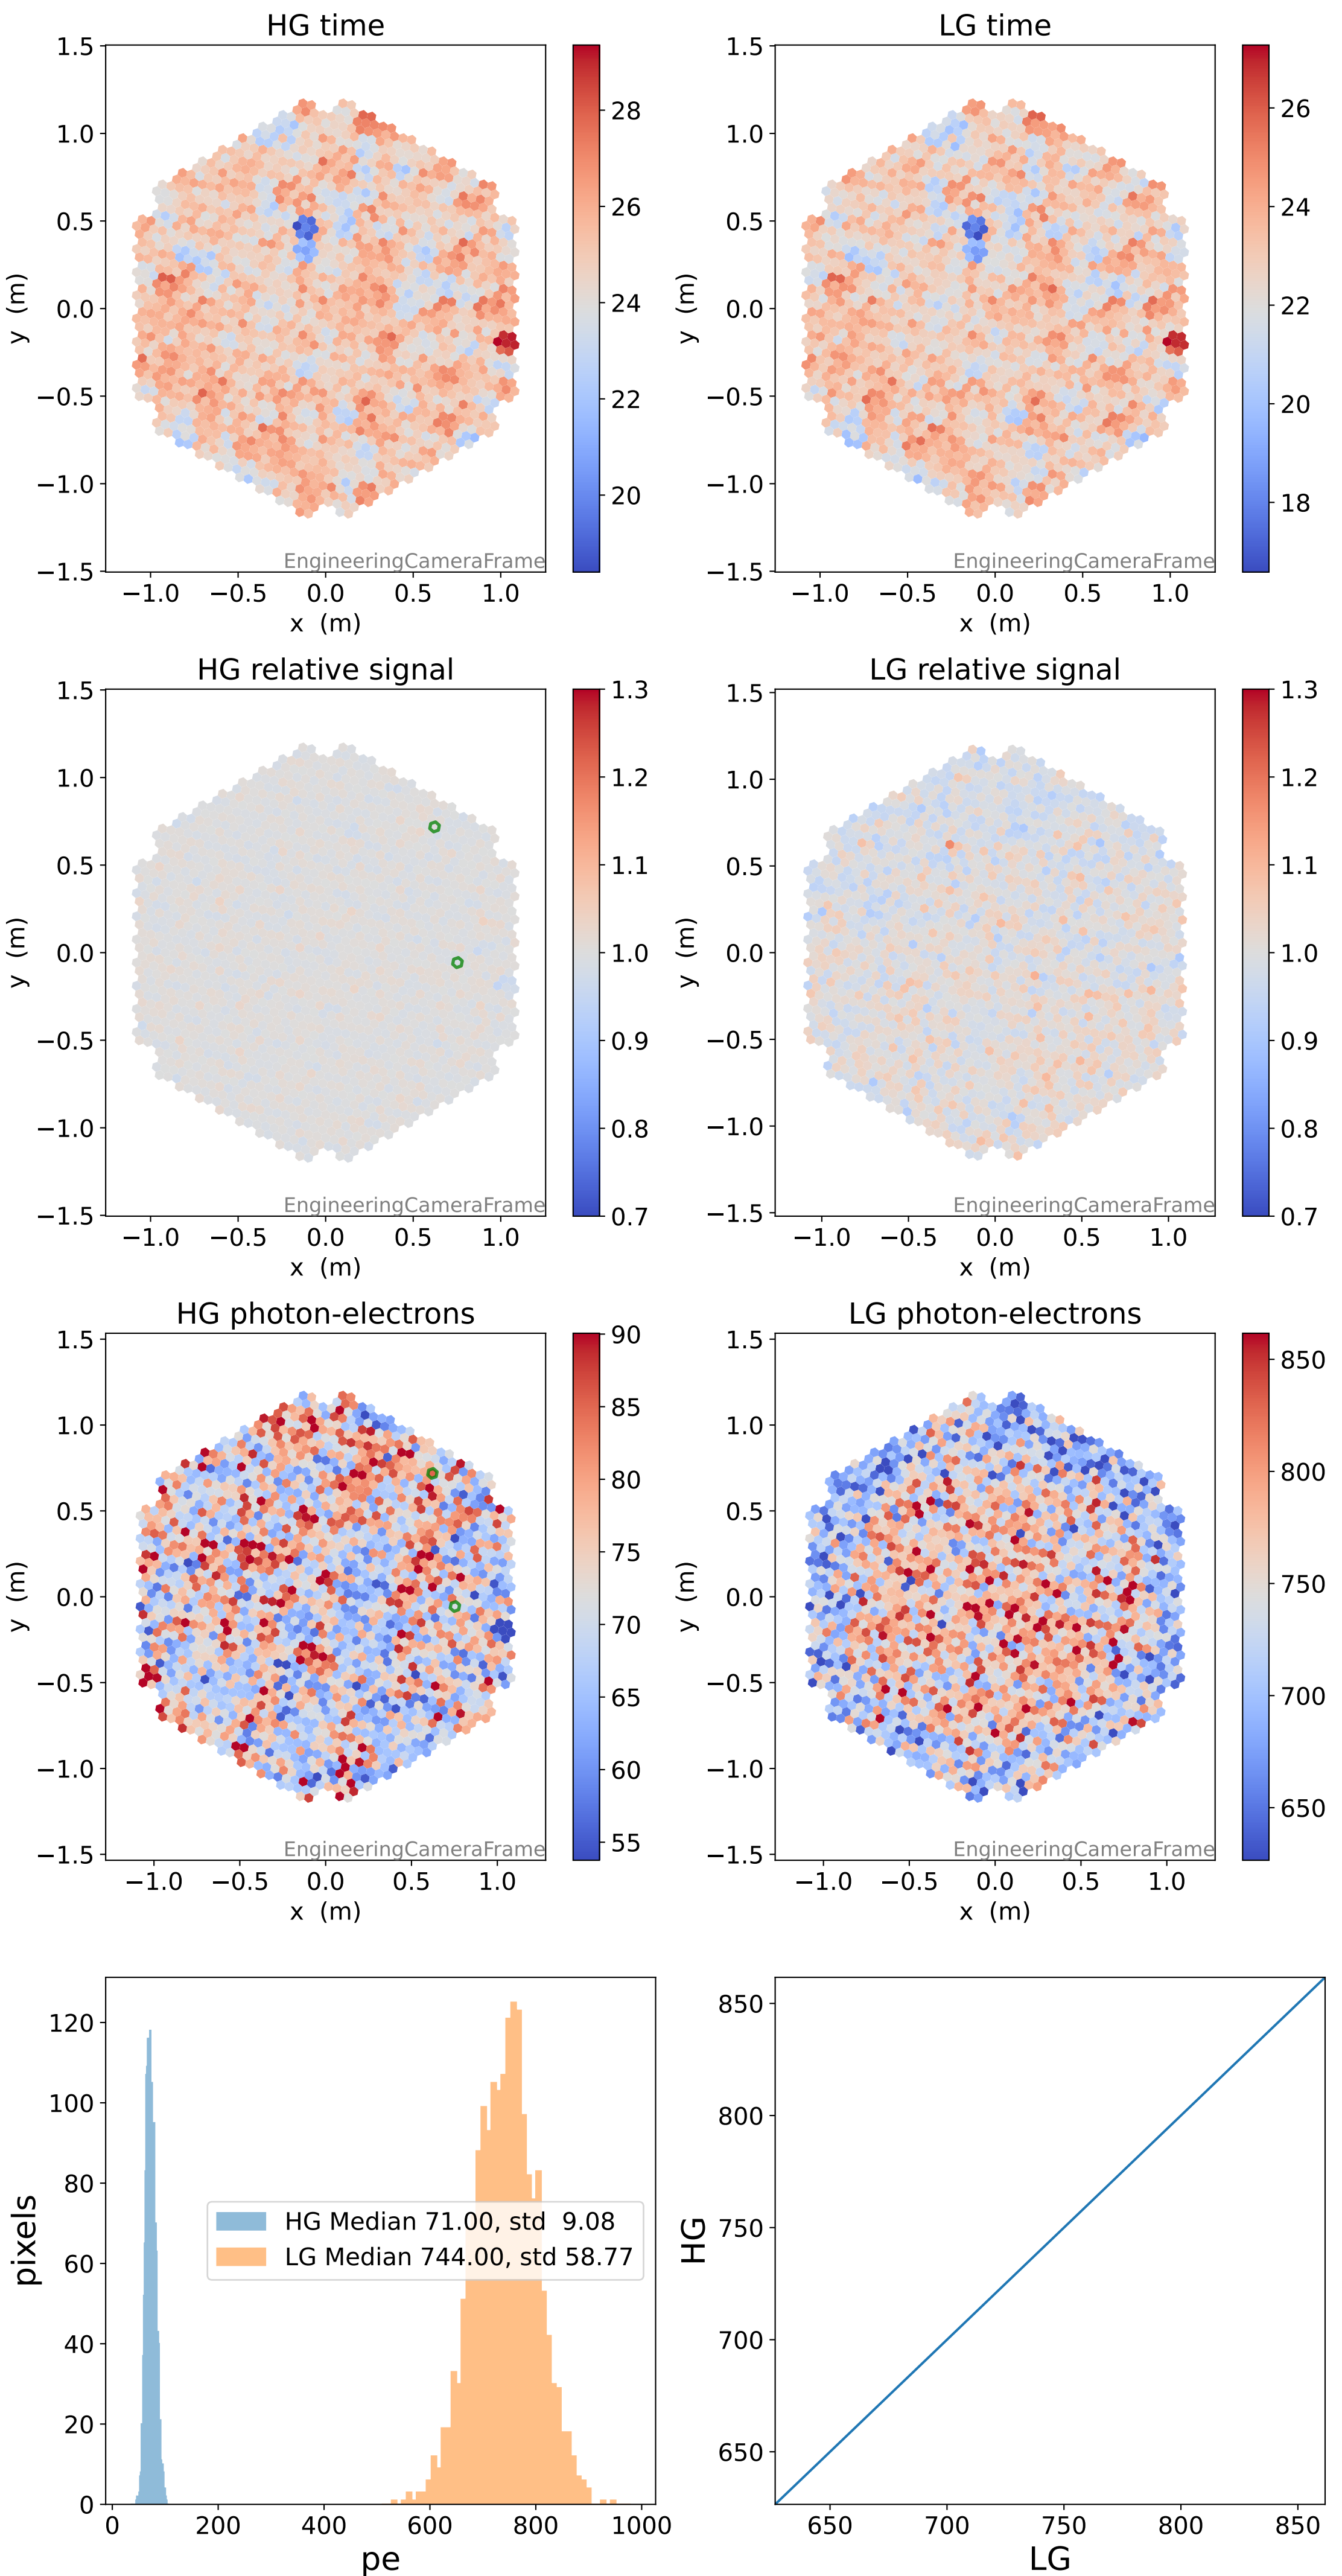 HG time
LG time
1.5
1.0
0.5
0.0
−0.5
−1.0
−1.5
y (m)
−1.0 −0.5 0.0 0.5 1.0
x (m)
EngineeringCameraFrame
28
26
24
22
20
1.5
1.0
0.5
0.0
−0.5
−1.0
−1.5
y (m)
−1.0 −0.5 0.0 0.5 1.0
x (m)
EngineeringCameraFrame
26
24
22
20
18
HG relative signal
LG relative signal
1.5
1.0
0.5
0.0
−0.5
−1.0
−1.5
y (m)
−1.0 −0.5 0.0 0.5 1.0
x (m)
EngineeringCameraFrame
1.3
1.2
1.1
1.0
0.9
0.8
0.7
1.5
1.0
0.5
0.0
−0.5
−1.0
−1.5
y (m)
−1.0 −0.5 0.0 0.5 1.0
x (m)
EngineeringCameraFrame
1.3
1.2
1.1
1.0
0.9
0.8
0.7
HG photon-electrons
LG photon-electrons
1.5
1.0
0.5
0.0
−0.5
−1.0
−1.5
y (m)
−1.0 −0.5 0.0 0.5 1.0
x (m)
EngineeringCameraFrame
90
85
80
75
70
65
60
55
1.5
1.0
0.5
0.0
−0.5
−1.0
−1.5
y (m)
−1.0 −0.5 0.0 0.5 1.0
x (m)
EngineeringCameraFrame
850
800
750
700
650
120
100
80
60
40
20
0
pixels
HG Median 71.00, std 9.08
LG Median 744.00, std 58.77
0 200 400 600 800 1000
pe
850
800
750
700
650
HG
650 700 750 800 850
LG